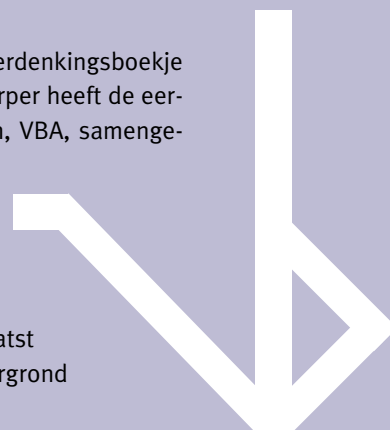 erdenkingsboekje
rper heeft de eer-
n, VBA, samenge-
atst
rgrond